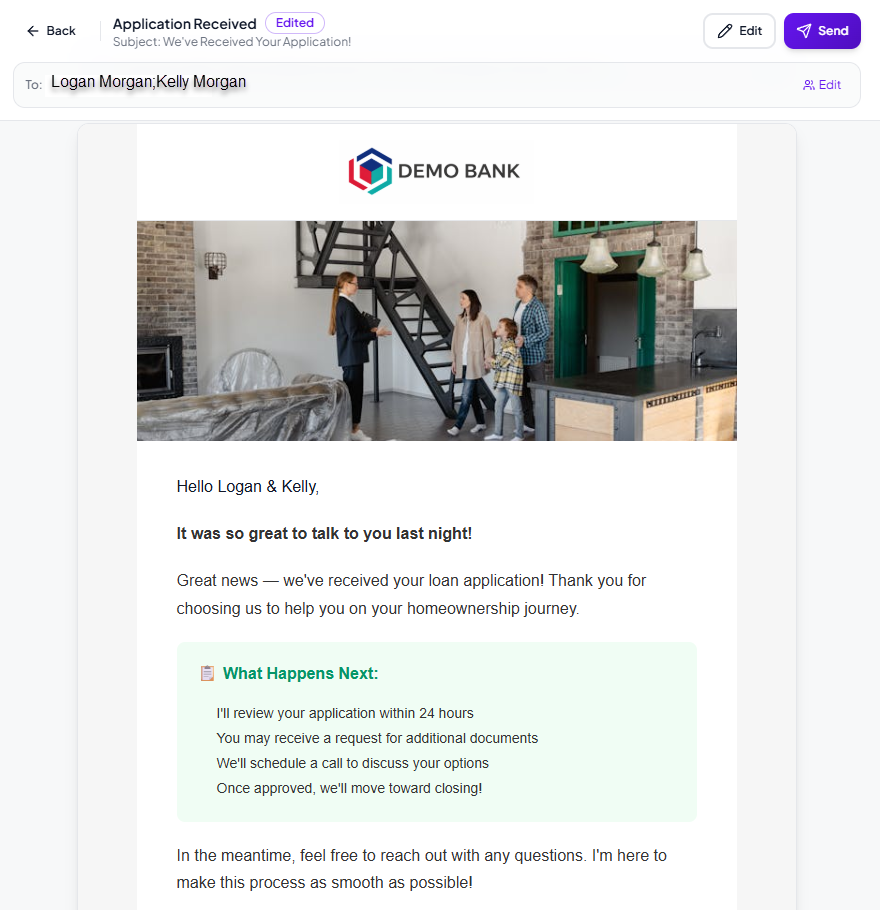 Back
Application Received Edited
Subject: We've Received Your Application!
Edit
Send
To: Logan Morgan;Kelly Morgan
Edit
DEMO BANK
Hello Logan & Kelly,
It was so great to talk to you last night!
Great news — we've received your loan application! Thank you for
choosing us to help you on your homeownership journey.
📋 What Happens Next:
I'll review your application within 24 hours
You may receive a request for additional documents
We'll schedule a call to discuss your options
Once approved, we'll move toward closing!
In the meantime, feel free to reach out with any questions. I'm here to
make this process as smooth as possible!